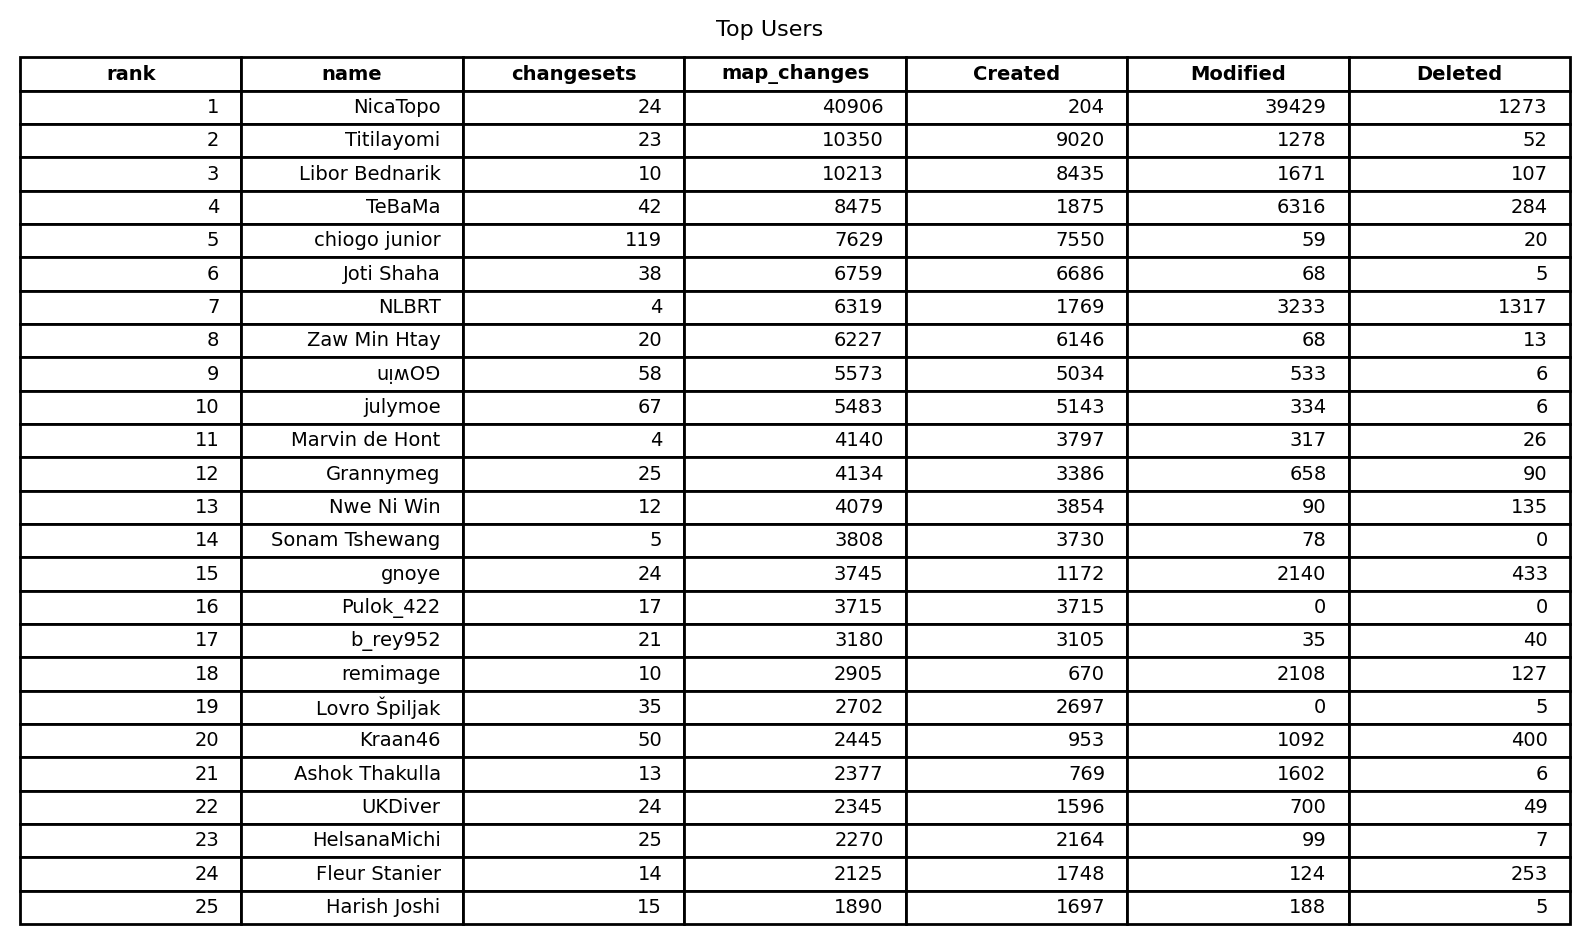 Top Users
rank name changesets map_changes Created Modified Deleted
1 NicaTopo 24 40906 204 39429 1273
2 Titilayomi 23 10350 9020 1278 52
3 Libor Bednarik 10 10213 8435 1671 107
4 TeBaMa 42 8475 1875 6316 284
5 chiogo junior 119 7629 7550 59 20
6 Joti Shaha 38 6759 6686 68 5
7 NLBRT 4 6319 1769 3233 1317
8 Zaw Min Htay 20 6227 6146 68 13
9 uᴉʍOפ 58 5573 5034 533 6
10 julymoe 67 5483 5143 334 6
11 Marvin de Hont 4 4140 3797 317 26
12 Grannymeg 25 4134 3386 658 90
13 Nwe Ni Win 12 4079 3854 90 135
14 Sonam Tshewang 5 3808 3730 78 0
15 gnoye 24 3745 1172 2140 433
16 Pulok_422 17 3715 3715 0 0
17 b_rey952 21 3180 3105 35 40
18 remimage 10 2905 670 2108 127
19 Lovro Špiljak 35 2702 2697 0 5
20 Kraan46 50 2445 953 1092 400
21 Ashok Thakulla 13 2377 769 1602 6
22 UKDiver 24 2345 1596 700 49
23 HelsanaMichi 25 2270 2164 99 7
24 Fleur Stanier 14 2125 1748 124 253
25 Harish Joshi 15 1890 1697 188 5